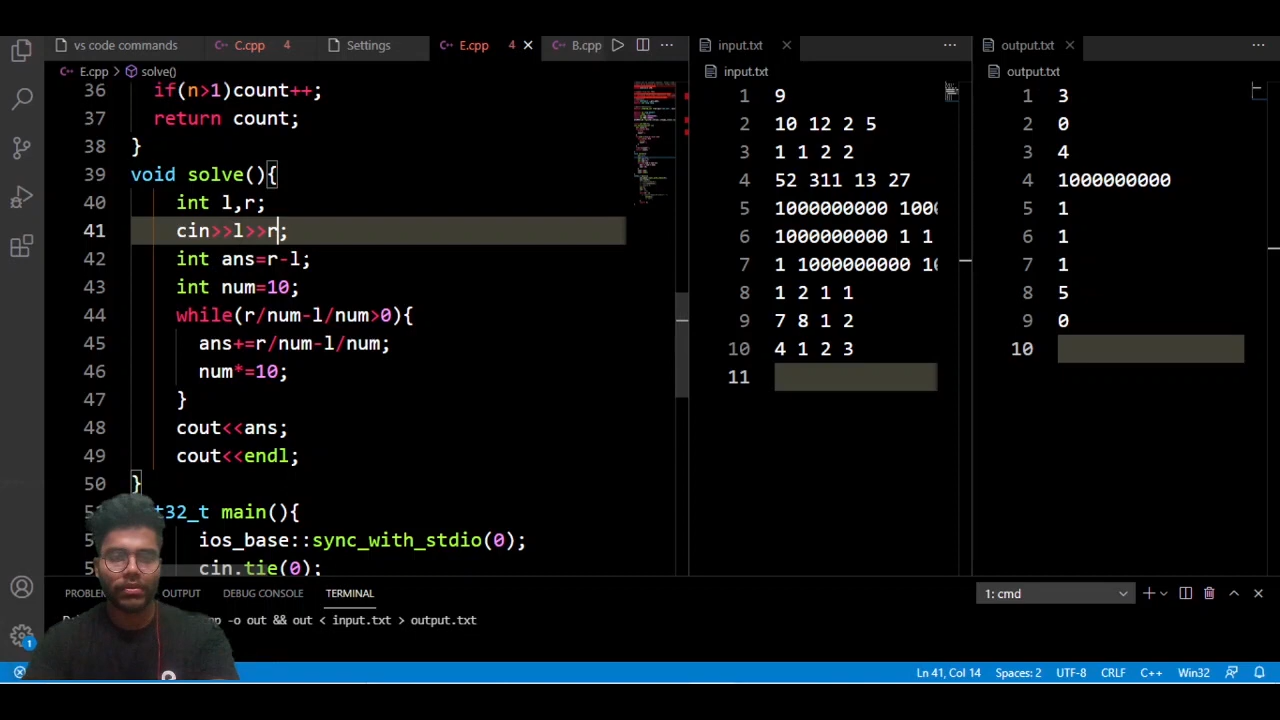 vs code commands
C.cpp 4
Settings
E.cpp 4
B.cpp
input.txt
output.txt
E.cpp > solve()
input.txt
output.txt
36 if(n>1)count++;
37 return count;
38 }
39 void solve(){
40 int l,r;
41 cin>>l>>r;
42 int ans=r-l;
43 int num=10;
44 while(r/num-l/num>0){
45 ans+=r/num-l/num;
46 num*=10;
47 }
48 cout<<ans;
49 cout<<endl;
50 }
t32_t main(){
ios_base::sync_with_stdio(0);
cin.tie(0);
1 9
2 10 12 2 5
3 1 1 2 2
4 52 311 13 27
5 1000000000 1000
6 1000000000 1 1
7 1 1000000000 10
8 1 2 1 1
9 7 8 1 2
10 4 1 2 3
11
1 3
2 0
3 4
4 1000000000
5 1
6 1
7 1
8 5
9 0
10
PROBLEM
OUTPUT
DEBUG CONSOLE
TERMINAL
1: cmd
-o out && out < input.txt > output.txt
1
Ln 41, Col 14
Spaces: 2
UTF-8
CRLF
C++
Win32